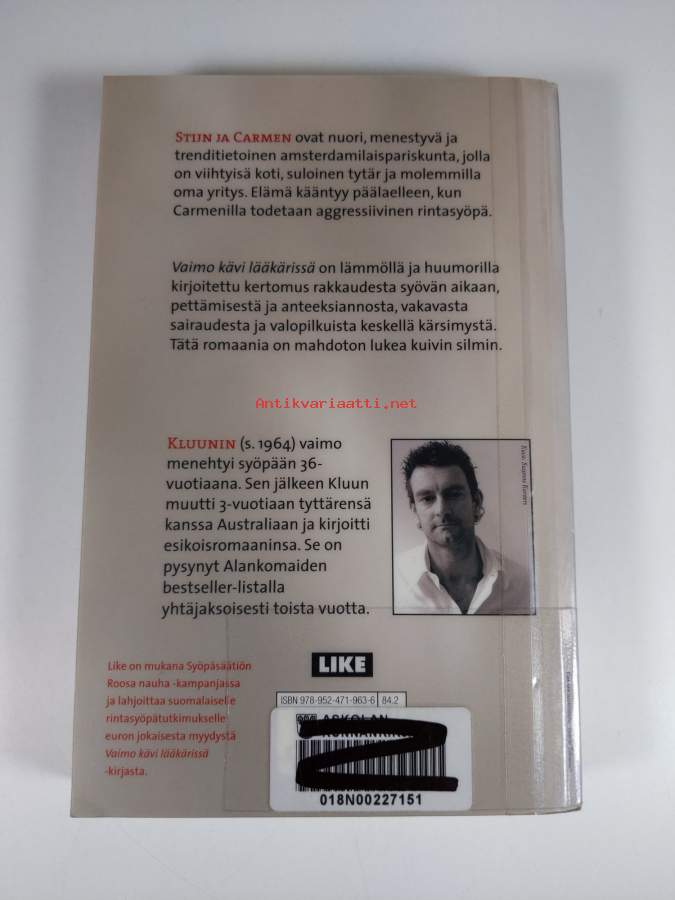 STIJN JA CARMEN ovat nuori, menestyvä ja
trenditietoinen amsterdamilaispariskunta, jolla
on viihtyisä koti, suloinen tytär ja molemmilla
oma yritys. Elämä kääntyy päälaelleen, kun
Carmenilla todetaan aggressiivinen rintasyöpä.
Vaimo kävi lääkärissä on lämmöllä ja huumorilla
kirjoitettu kertomus rakkaudesta syövän aikaan,
pettämisestä ja anteeksiannosta, vakavasta
sairaudesta ja valopilkuista keskellä kärsimystä.
Tätä romaania on mahdoton lukea kuivin silmin.
Antikvariaatti.net
KLUUNIN (s. 1964) vaimo
menehtyi syöpään 36-
vuotiaana. Sen jälkeen Kluun
muutti 3-vuotiaan tyttärensä
kanssa Australiaan ja kirjoitti
esikoisromaaninsa. Se on
pysynyt Alankomaiden
bestseller-listalla
yhtäjaksoisesti toista vuotta.
Like on mukana Syöpäsäätiön
Roosa nauha -kampanjassa
ja lahjoittaa suomalaiselle
rintasyöpätutkimukselle
euron jokaisesta myydystä
Vaimo kävi lääkärissä
-kirjasta.
LIKE
ISBN 978-952-471-963-6 84.2
ASKOLAN
018N00227151